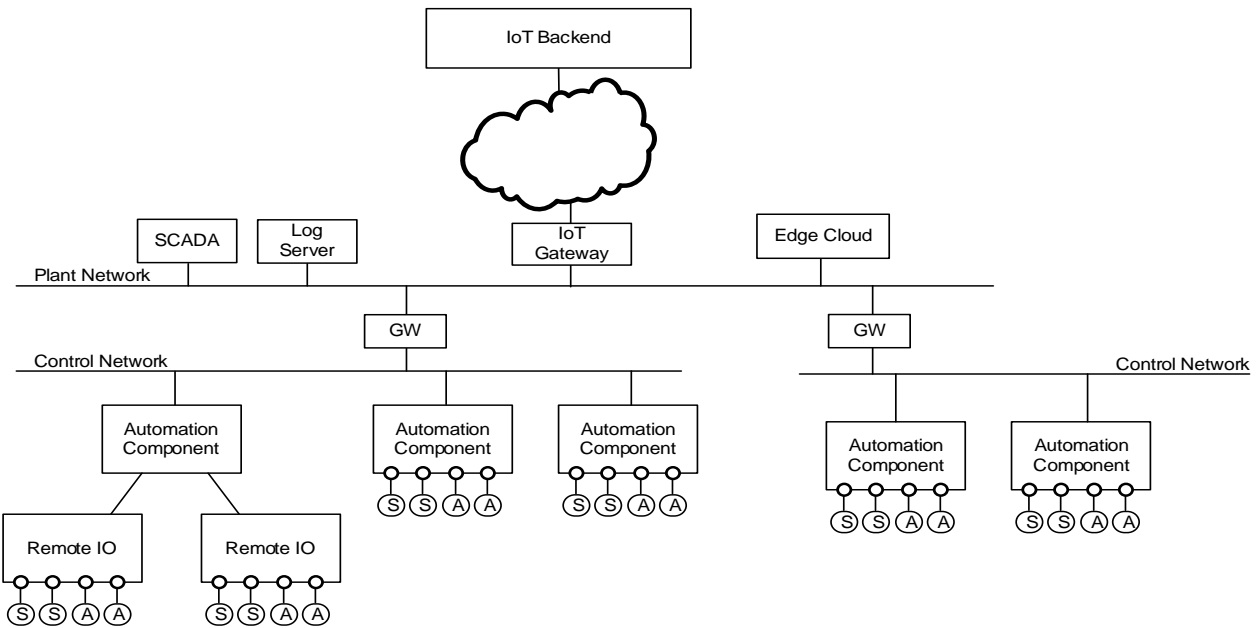 IoT Backend
SCADA
Log
Server
IoT
Gateway
Edge Cloud
Plant Network
GW
GW
Control Network
Control Network
Automation
Component
Automation
Component
Automation
Component
Automation
Component
Automation
Component
S S A A
S S A A
S S A A
S S A A
Remote IO
Remote IO
S S A A
S S A A